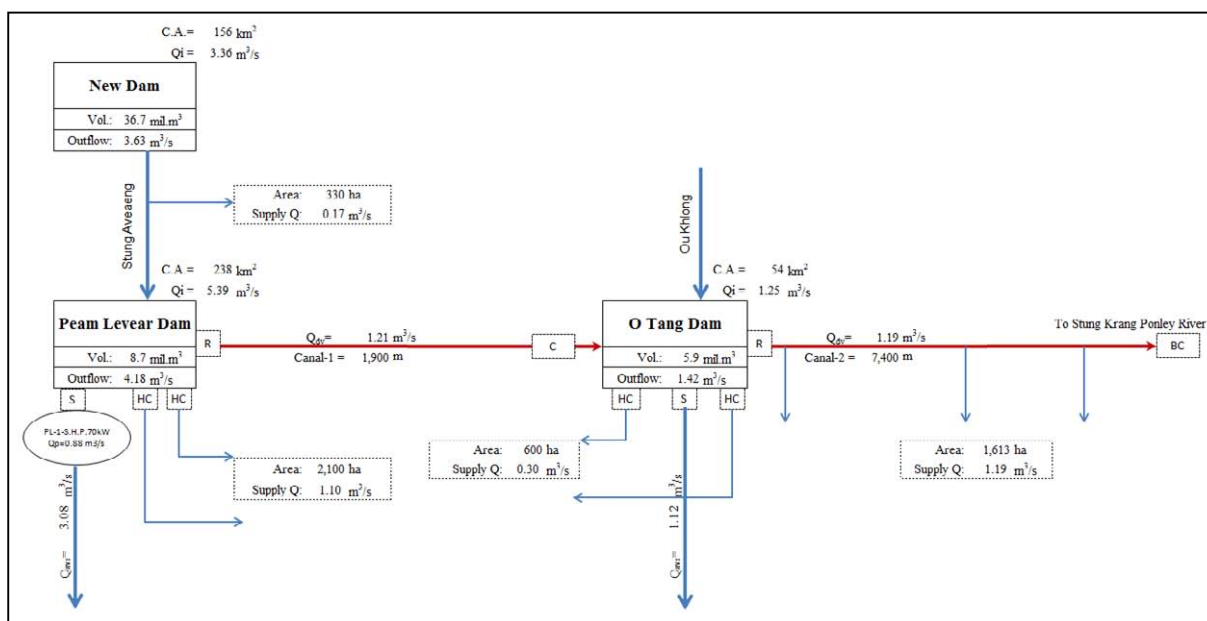 C.A.= 156 km²
Qi = 3.36 m³/s
New Dam
Vol.: 36.7 mil.m³
Outflow: 3.63 m³/s
Stung Aveaeng
Area: 330 ha
Supply Q: 0.17 m³/s
Ou Khlong
C.A = 238 km²
Qi = 5.39 m³/s
C.A = 54 km²
Qi = 1.25 m³/s
Peam Levear Dam
Vol.: 8.7 mil.m³
Outflow: 4.18 m³/s
R
Qdv= 1.21 m³/s
Canal-1 = 1,900 m
C
O Tang Dam
Vol.: 5.9 mil.m³
Outflow: 1.42 m³/s
R
Qdv= 1.19 m³/s
Canal-2 = 7,400 m
To Stung Krang Ponley River
BC
S
HC
HC
HC
S
HC
PL-1-S.H.P.70kW
Qp=0.88 m3/s
Area: 2,100 ha
Supply Q: 1.10 m³/s
Area: 600 ha
Supply Q: 0.30 m³/s
Area: 1,613 ha
Supply Q: 1.19 m³/s
= 3.08 m³/s
= 1.12 m³/s